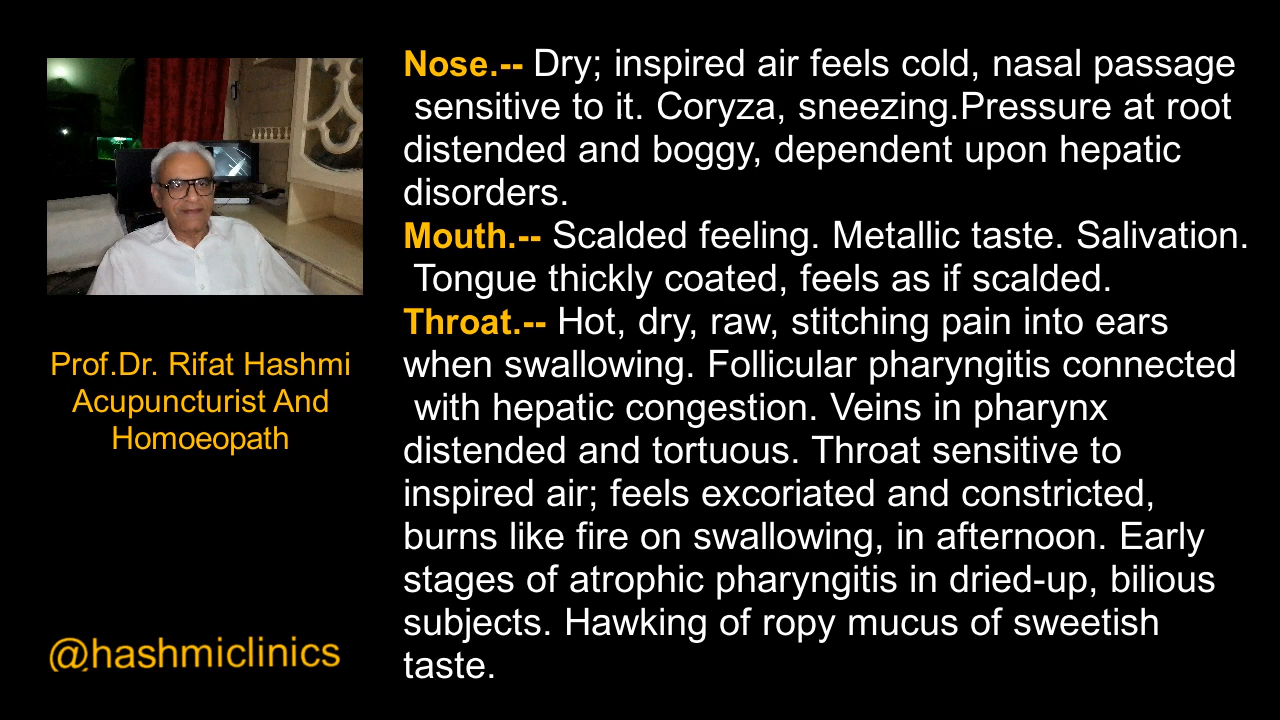 Nose.-- Dry; inspired air feels cold, nasal passage
sensitive to it. Coryza, sneezing.Pressure at root
distended and boggy, dependent upon hepatic
disorders.
Mouth.-- Scalded feeling. Metallic taste. Salivation.
Tongue thickly coated, feels as if scalded.
Throat.-- Hot, dry, raw, stitching pain into ears
when swallowing. Follicular pharyngitis connected
with hepatic congestion. Veins in pharynx
distended and tortuous. Throat sensitive to
inspired air; feels excoriated and constricted,
burns like fire on swallowing, in afternoon. Early
stages of atrophic pharyngitis in dried-up, bilious
subjects. Hawking of ropy mucus of sweetish
taste.
Prof.Dr. Rifat Hashmi
Acupuncturist And
Homoeopath
@hashmiclinics